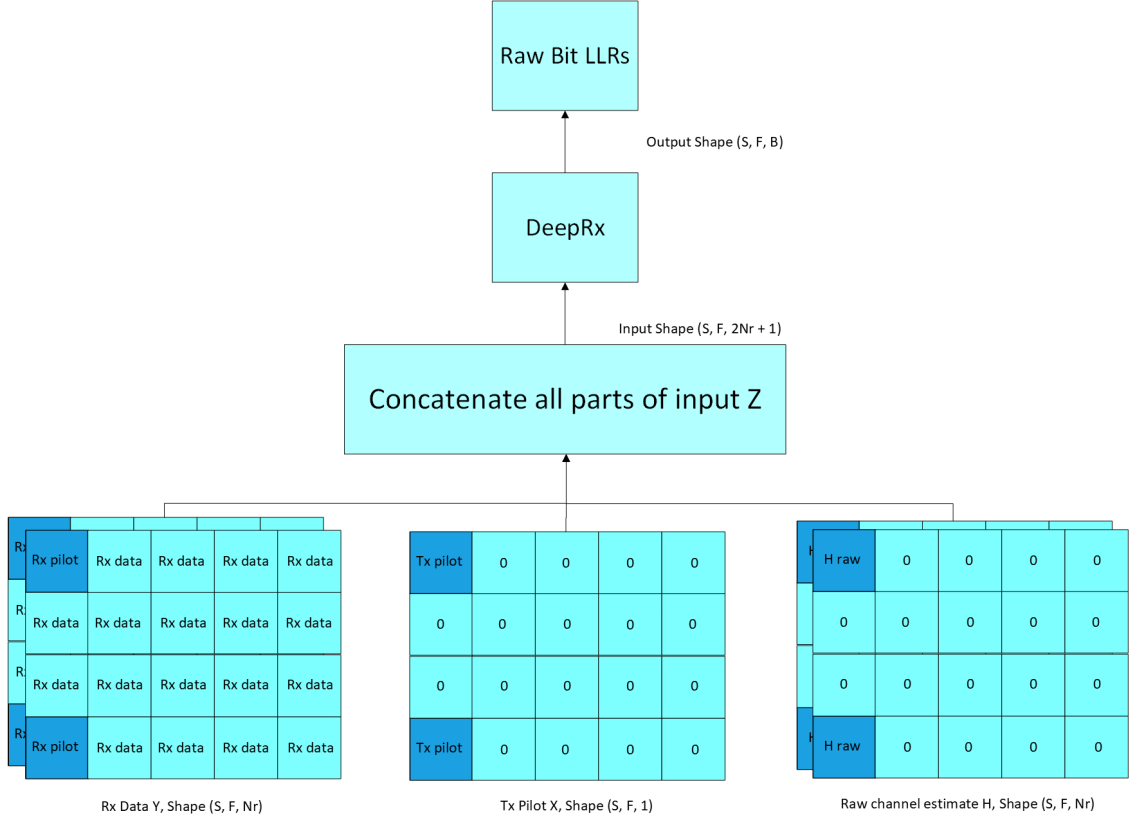 Raw Bit LLRs
Output Shape (S, F, B)
DeepRx
Input Shape (S, F, 2Nr + 1)
Concatenate all parts of input Z
Rx pilot Rx data Rx data Rx data Rx data
Rx data Rx data Rx data Rx data Rx data
Rx data Rx data Rx data Rx data Rx data
Rx pilot Rx data Rx data Rx data Rx data
Rx Data Y, Shape (S, F, Nr)
Tx pilot 0 0 0 0
0 0 0 0 0
0 0 0 0 0
Tx pilot 0 0 0 0
Tx Pilot X, Shape (S, F, 1)
H raw 0 0 0 0
0 0 0 0 0
0 0 0 0 0
H raw 0 0 0 0
Raw channel estimate H, Shape (S, F, Nr)